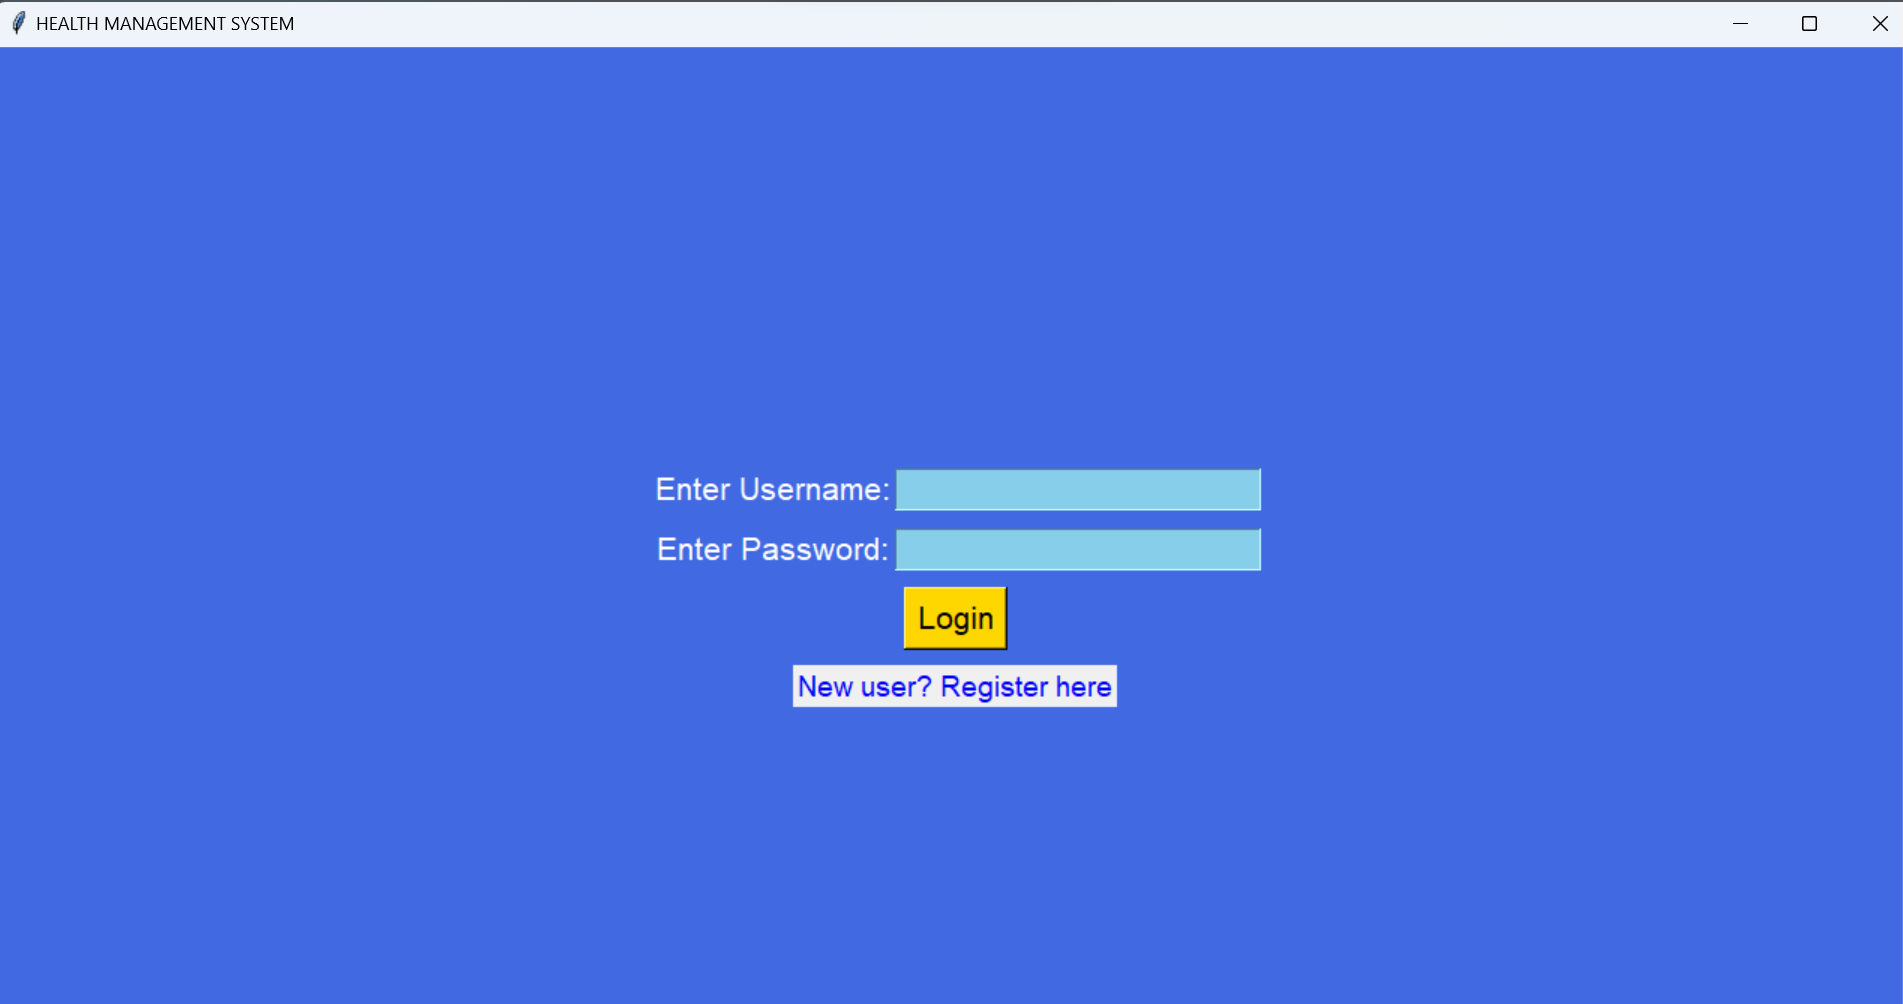 HEALTH MANAGEMENT SYSTEM
Enter Username:
Enter Password:
Login
New user? Register here